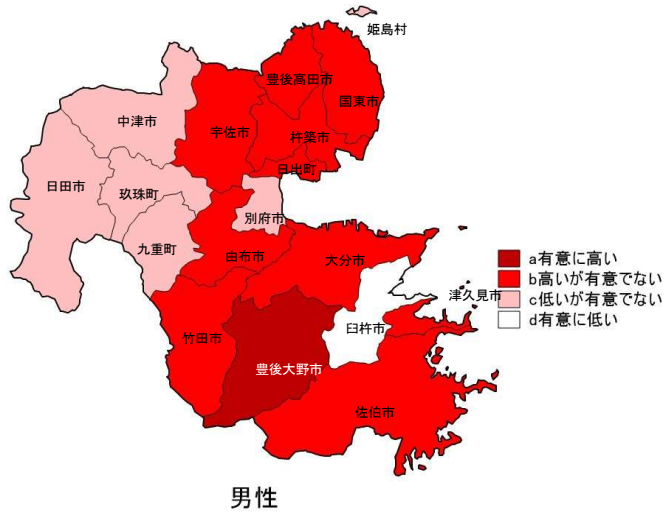 姫島村
豊後高田市
国東市
中津市
宇佐市
杵築市
日出町
日田市
玖珠町
別府市
九重町
由布市
大分市
a有意に高い
b高いが有意でない
c低いが有意でない
d有意に低い
津久見市
臼杵市
竹田市
豊後大野市
佐伯市
男性